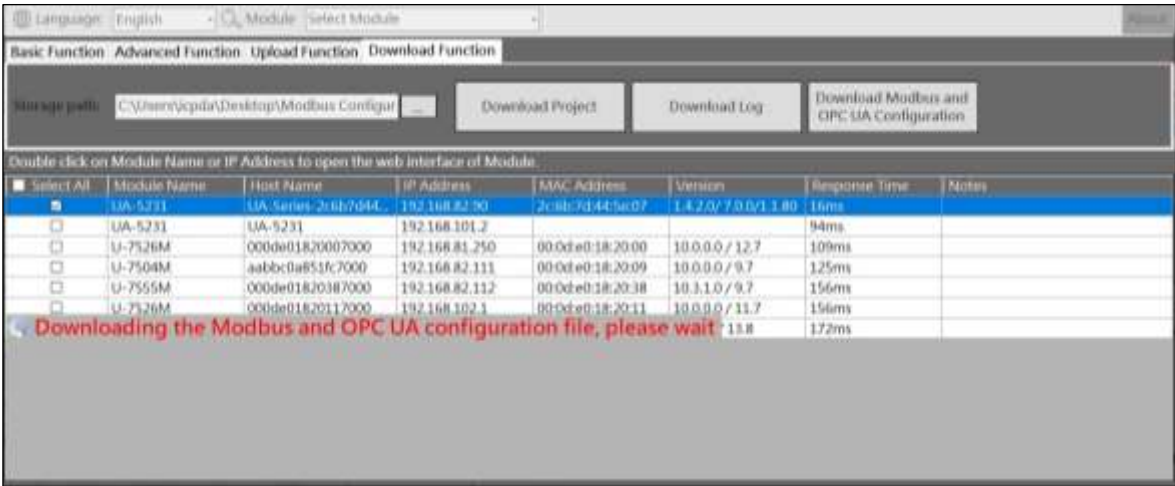 Language: English Module Select Module About
Basic Function Advanced Function Upload Function Download Function
Storage path: C:\Users\icpda\Desktop\Modbus Configur ... Download Project Download Log Download Modbus and
OPC UA Configuration
Double click on Module Name or IP Address to open the web interface of Module.
Select All Module Name Host Name IP Address MAC Address Version Response Time Notes
UA-5231 UA-Series-2c6b7d44... 192.168.82.90 2c:6b:7d:44:5e:07 1.4.2.0/ 7.0.0/1.1.80 16ms
UA-5231 UA-5231 192.168.101.2 94ms
U-7526M 000de01820007000 192.168.81.250 00:0d:e0:18:20:00 10.0.0.0 / 12.7 109ms
U-7504M aabbc0a851fc7000 192.168.82.111 00:0d:e0:18:20:09 10.0.0.0 / 9.7 125ms
U-7555M 000de01820387000 192.168.82.112 00:0d:e0:18:20:38 10.3.1.0 / 9.7 156ms
U-7526M 000de01820117000 192.168.102.1 00:0d:e0:18:20:11 10.0.0.0 / 11.7 156ms
Downloading the Modbus and OPC UA configuration file, please wait / 13.8 172ms